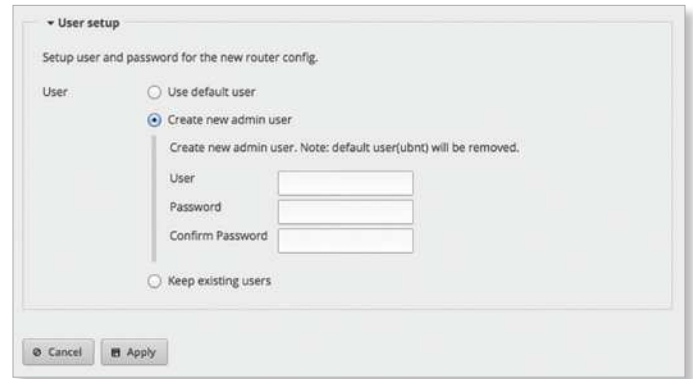 User setup
Setup user and password for the new router config.
User
Use default user
Create new admin user
Create new admin user. Note: default user(ubnt) will be removed.
User
Password
Confirm Password
Keep existing users
Cancel
Apply